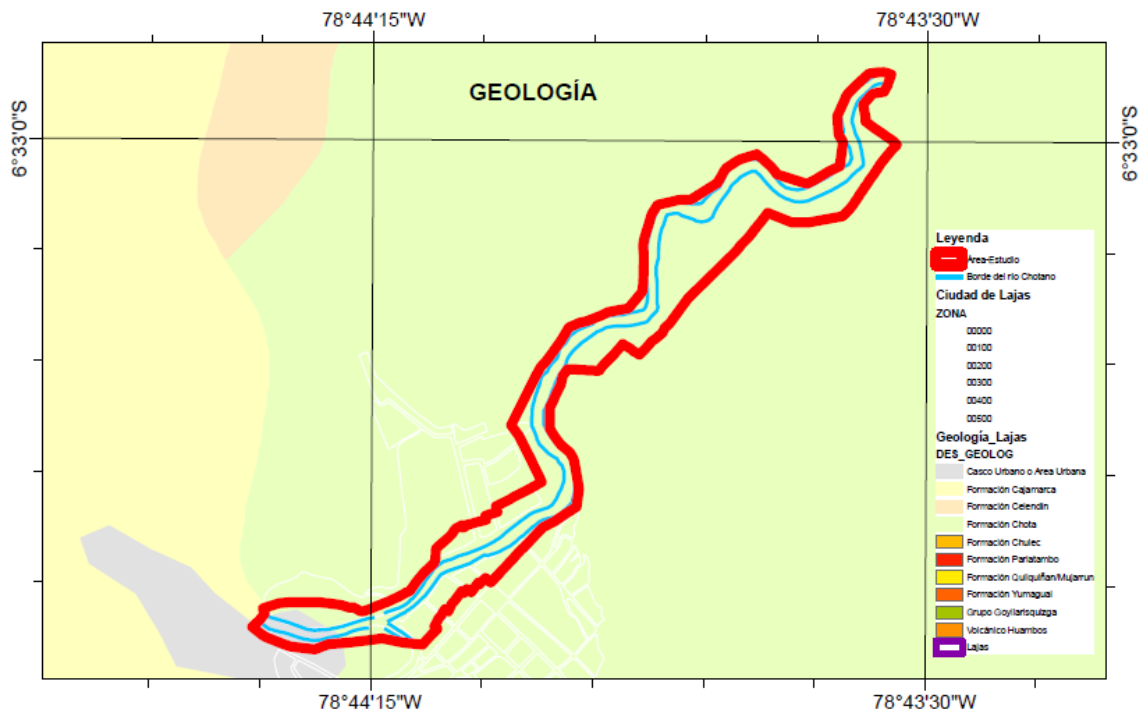 78°44'15"W
78°43'30"W
GEOLOGÍA
6°33'0"S
6°33'0"S
Leyenda
Area-Estudio
Borde del río Chotano
Ciudad de Lajas
ZONA
00000
00100
00200
00300
00400
00500
Geología_Lajas
DES_GEOLOG
Casco Urbano o Area Urbana
Formación Cajamarca
Formación Celendin
Formación Chota
Formación Chulec
Formación Pariatambo
Formación Quilquiñan/Mujarrun
Formación Yumagual
Grupo Goyllarisquizga
Volcánico Huambos
Lajas
78°44'15"W
78°43'30"W